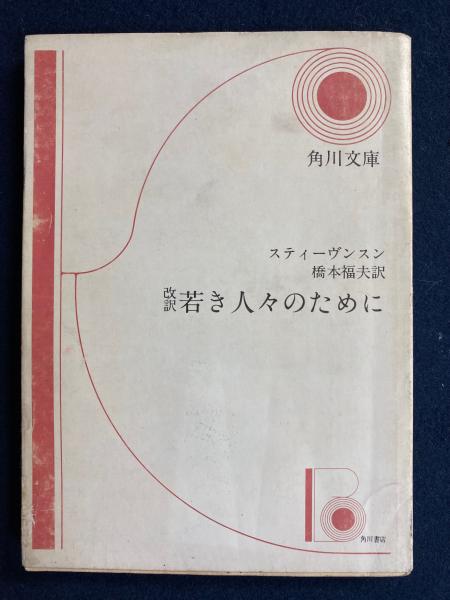 角川文庫
スティーヴンスン
橋本福夫訳
改訳 若き人々のために
角川書店